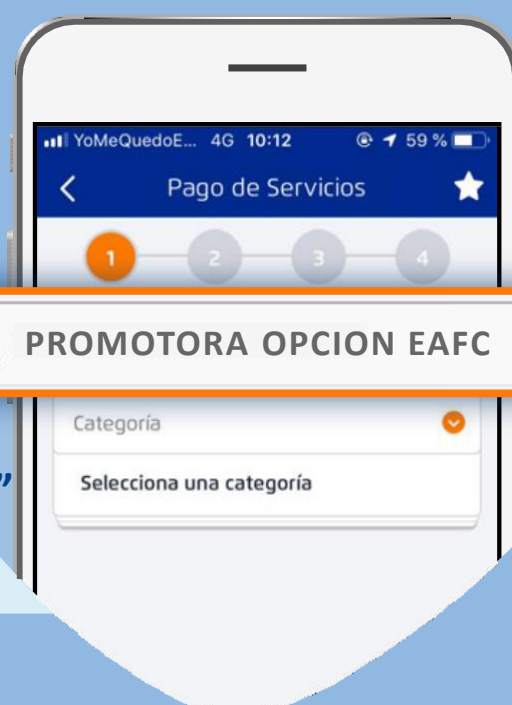 YoMeQuedoE... 4G 10:12 59 %
Pago de Servicios
1 2 3 4
PROMOTORA OPCION EAFC
Categoría
”
Selecciona una categoría